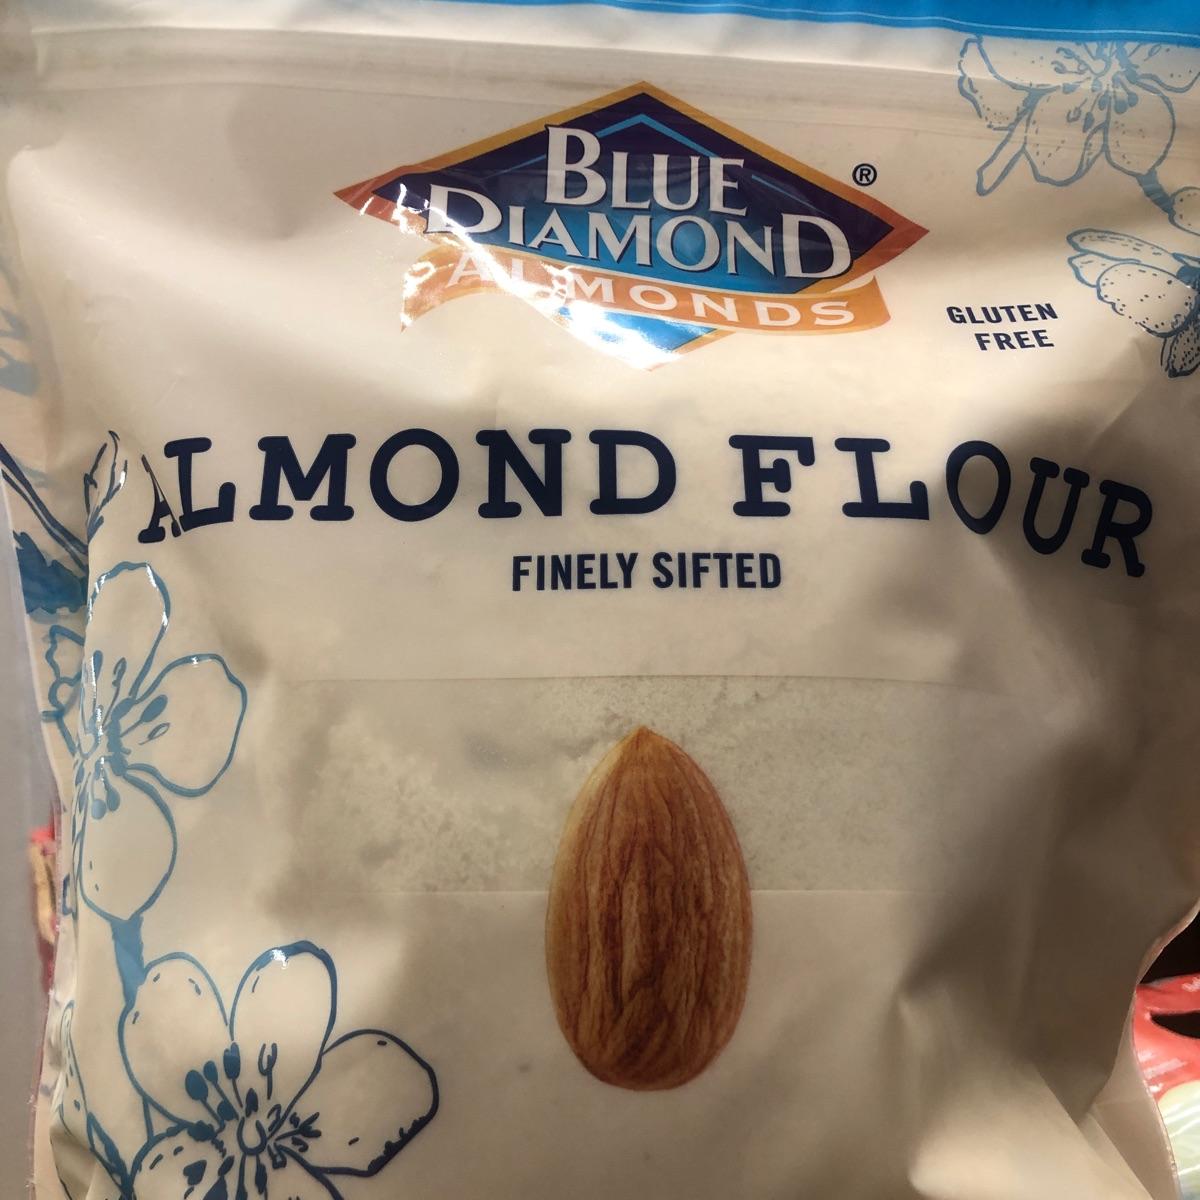 BLUE
DIAMOND
ALMONDS
®
GLUTEN
FREE
ALMOND FLOUR
FINELY SIFTED